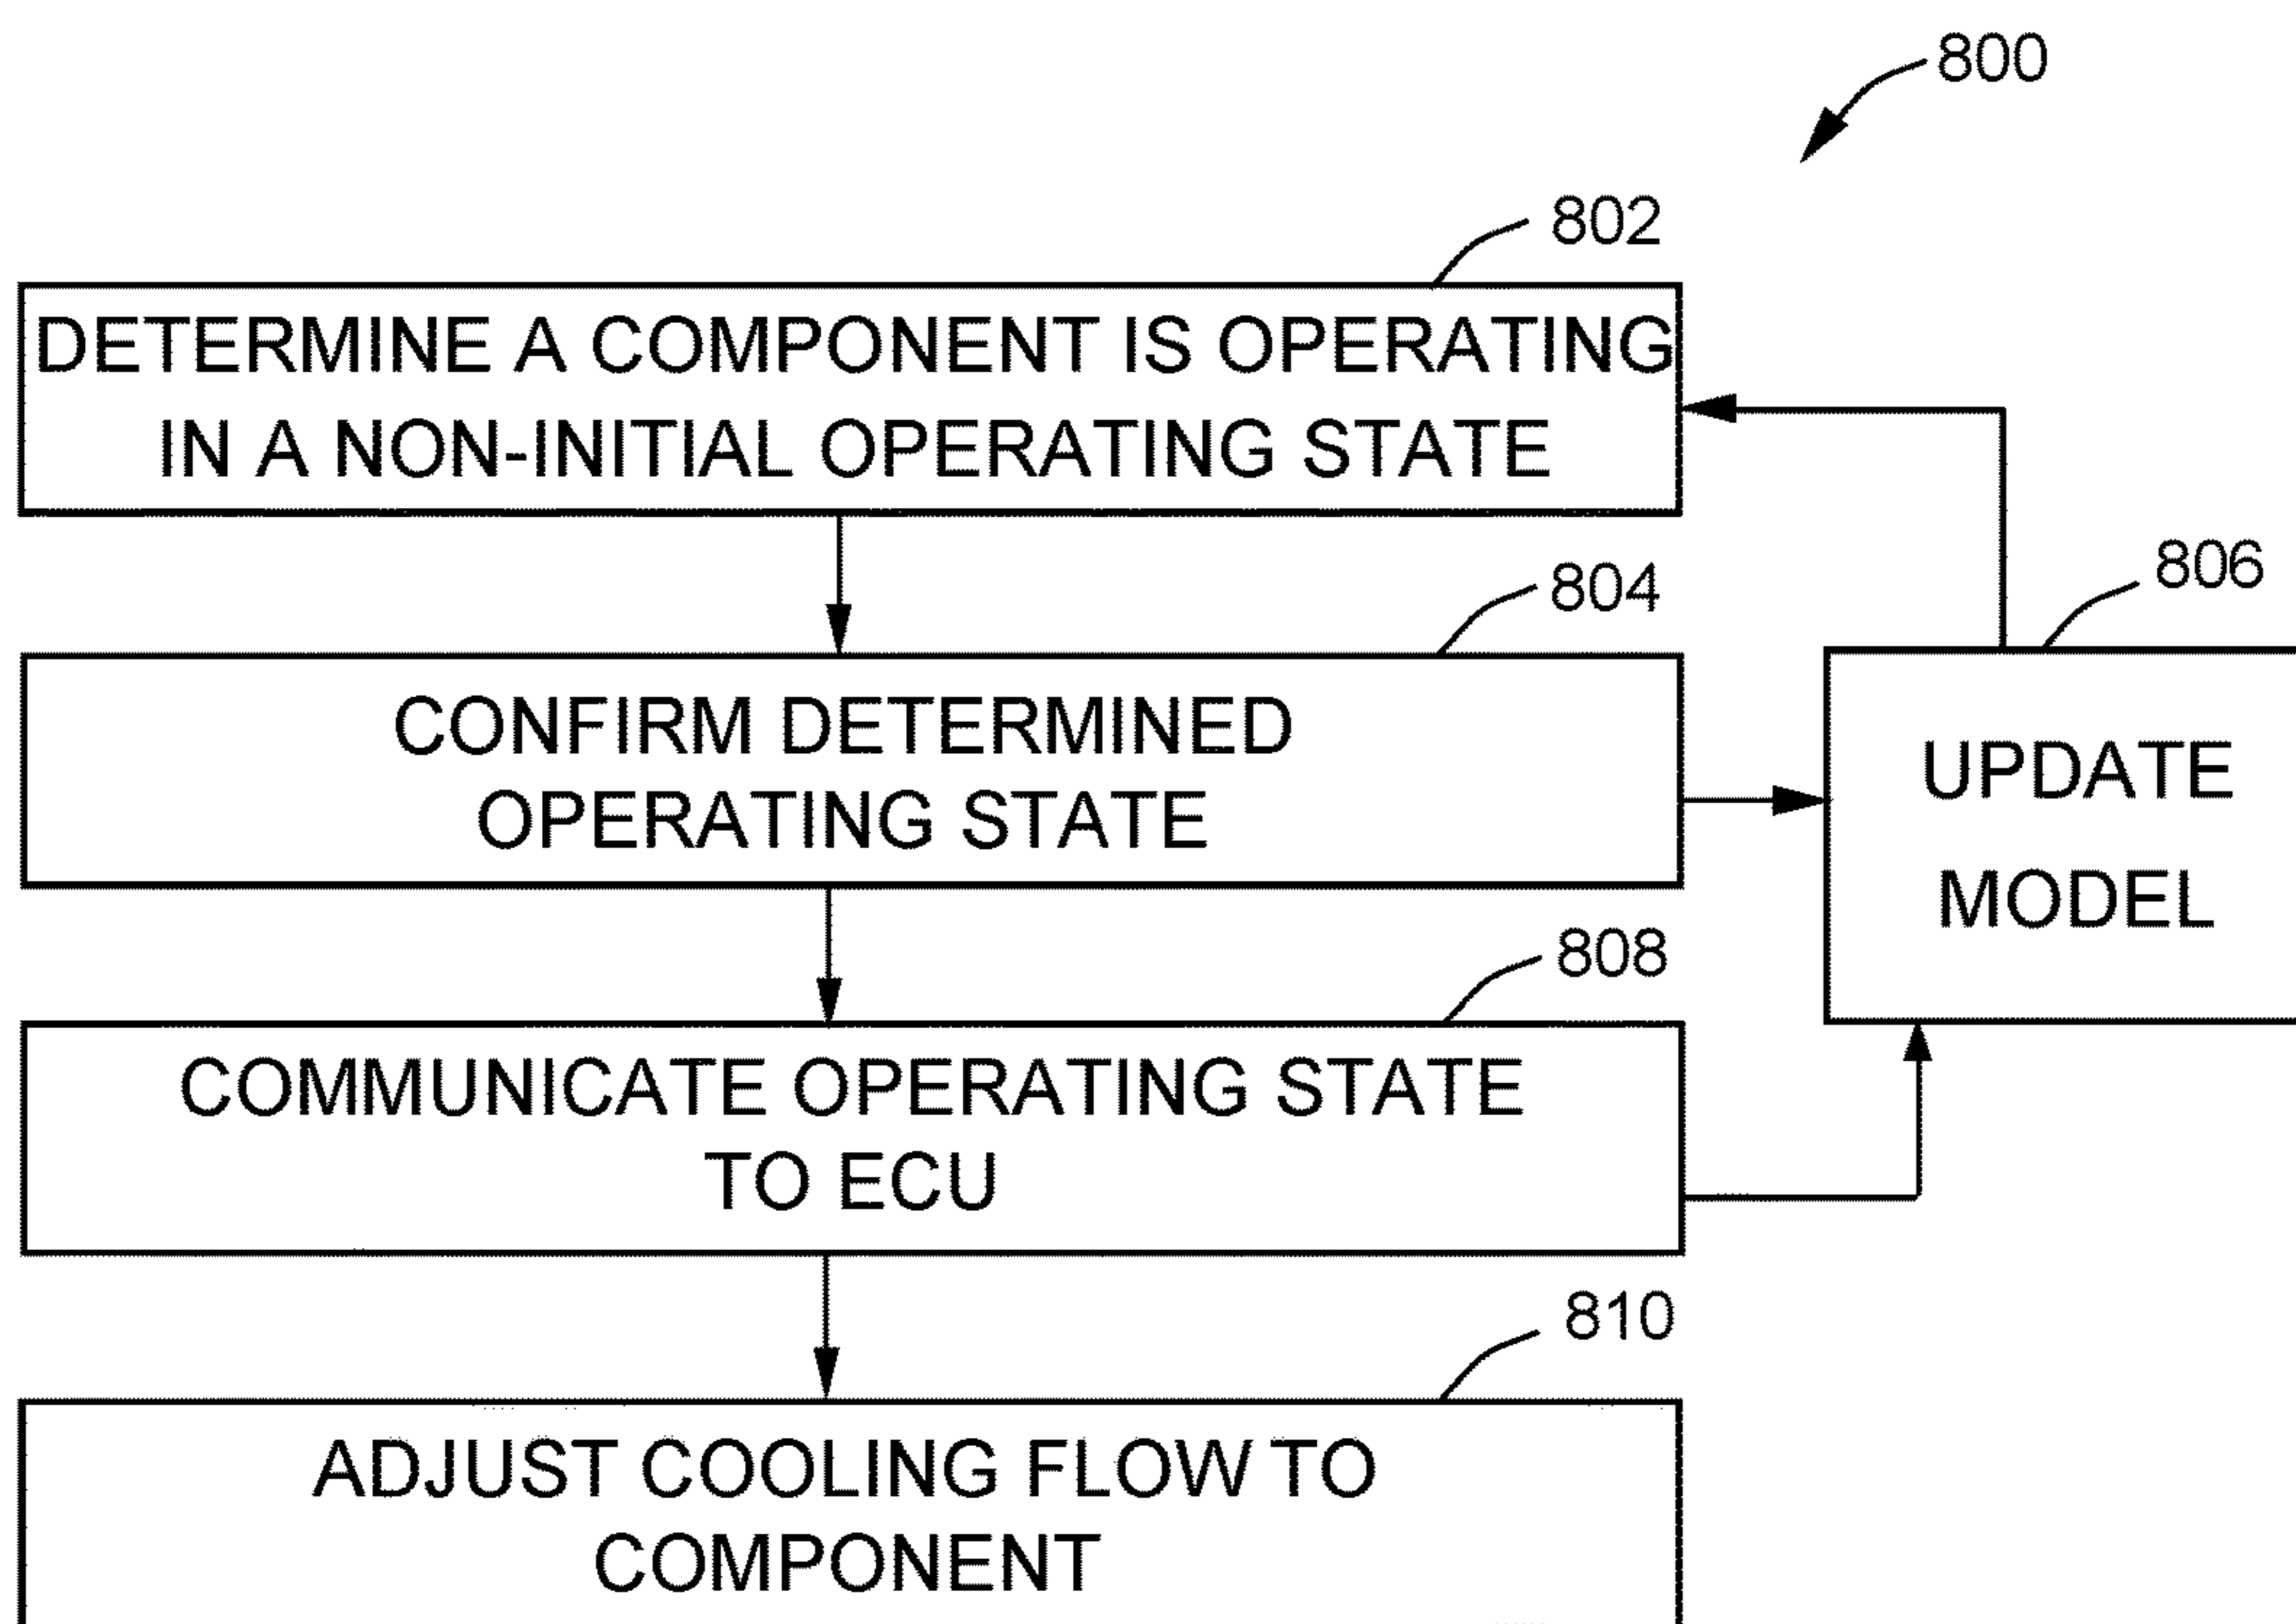 800
802
DETERMINE A COMPONENT IS OPERATING
IN A NON-INITIAL OPERATING STATE
804
806
CONFIRM DETERMINED
OPERATING STATE
UPDATE
MODEL
808
COMMUNICATE OPERATING STATE
TO ECU
810
ADJUST COOLING FLOW TO
COMPONENT